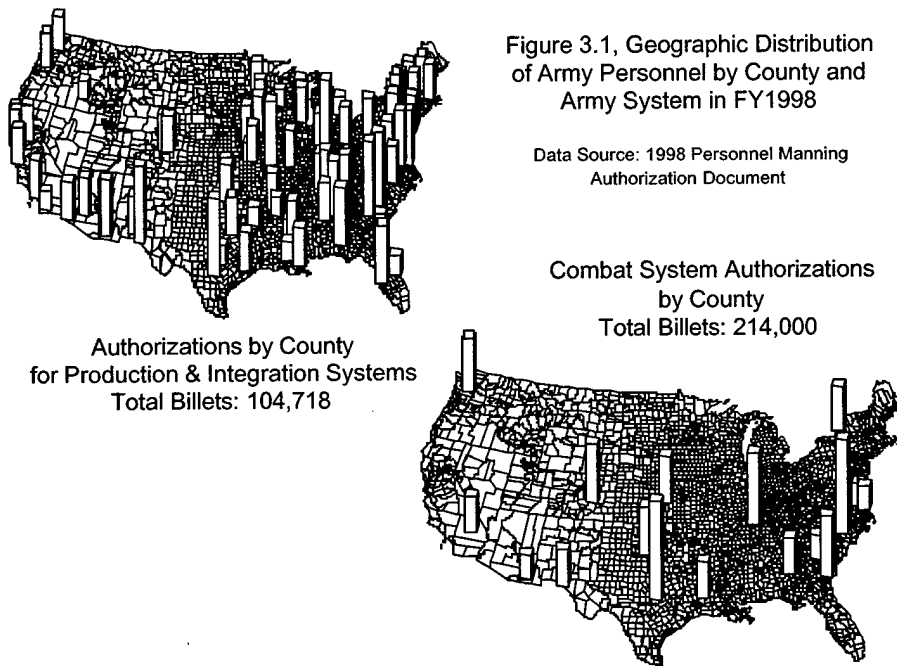 Figure 3.1, Geographic Distribution
of Army Personnel by County and
Army System in FY1998
Data Source: 1998 Personnel Manning
Authorization Document
Combat System Authorizations
by County
Total Billets: 214,000
Authorizations by County
for Production & Integration Systems
Total Billets: 104,718